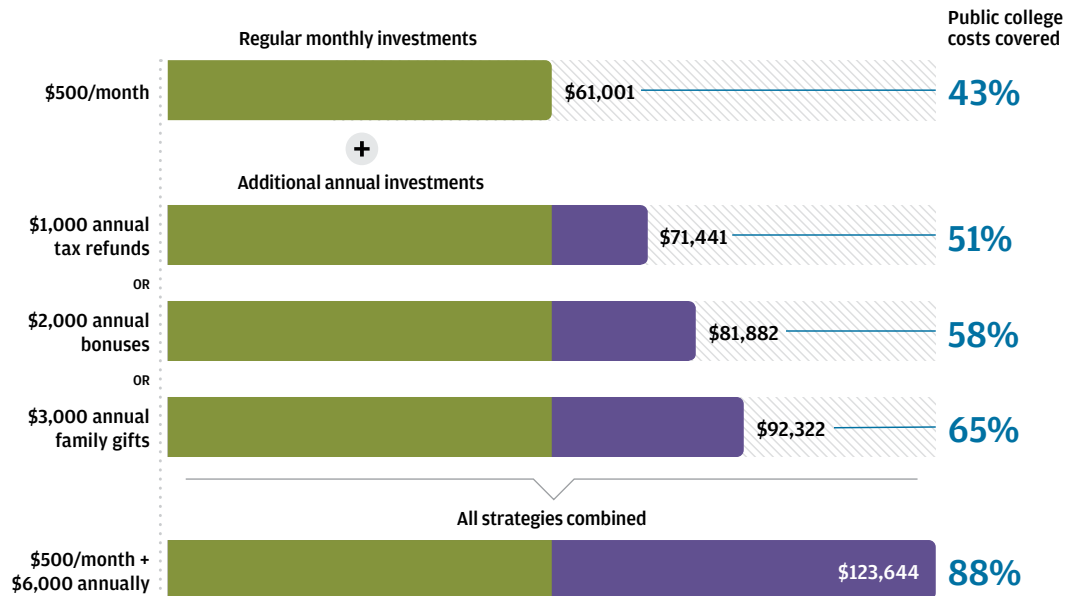 Public college
costs covered
Regular monthly investments
$500/month
$61,001
43%
+
Additional annual investments
$1,000 annual
tax refunds
$71,441
51%
OR
$2,000 annual
bonuses
$81,882
58%
OR
$3,000 annual
family gifts
$92,322
65%
All strategies combined
$500/month +
$6,000 annually
$123,644
88%